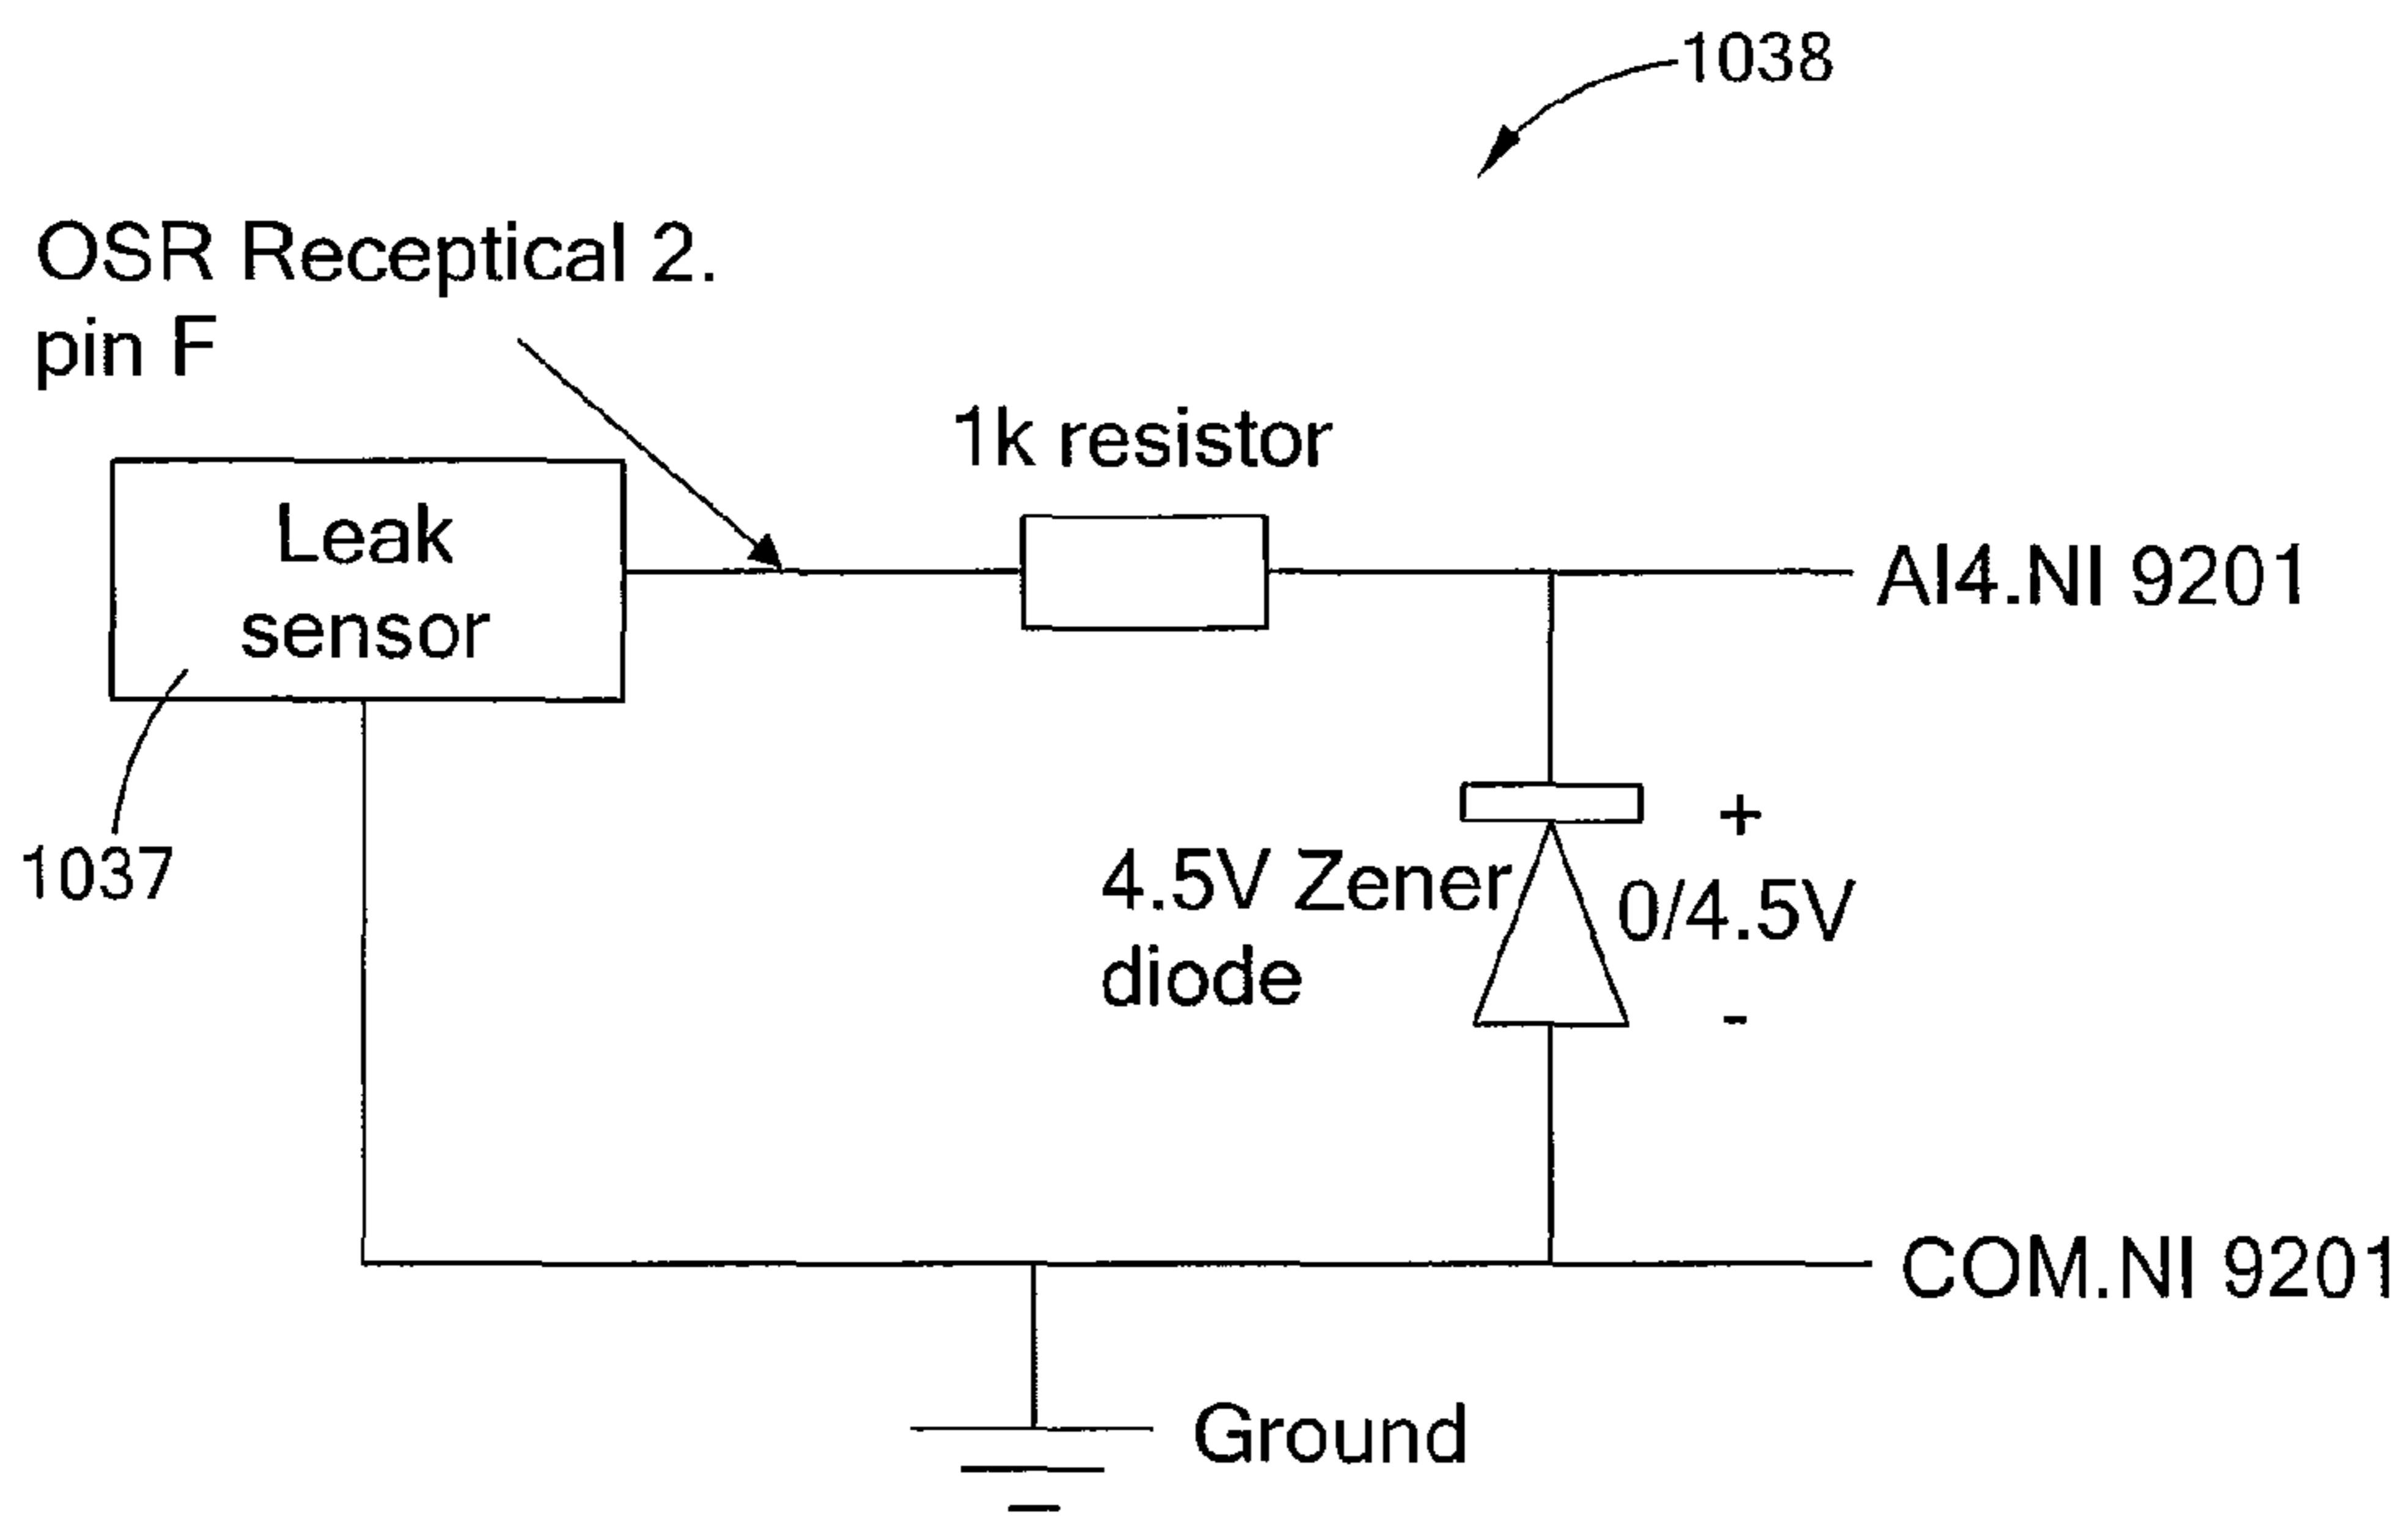 1038
OSR Receptical 2.
pin F
1k resistor
Leak
sensor
AI4.NI 9201
1037
4.5V Zener
diode
+
0/4.5V
-
COM.NI 9201
Ground